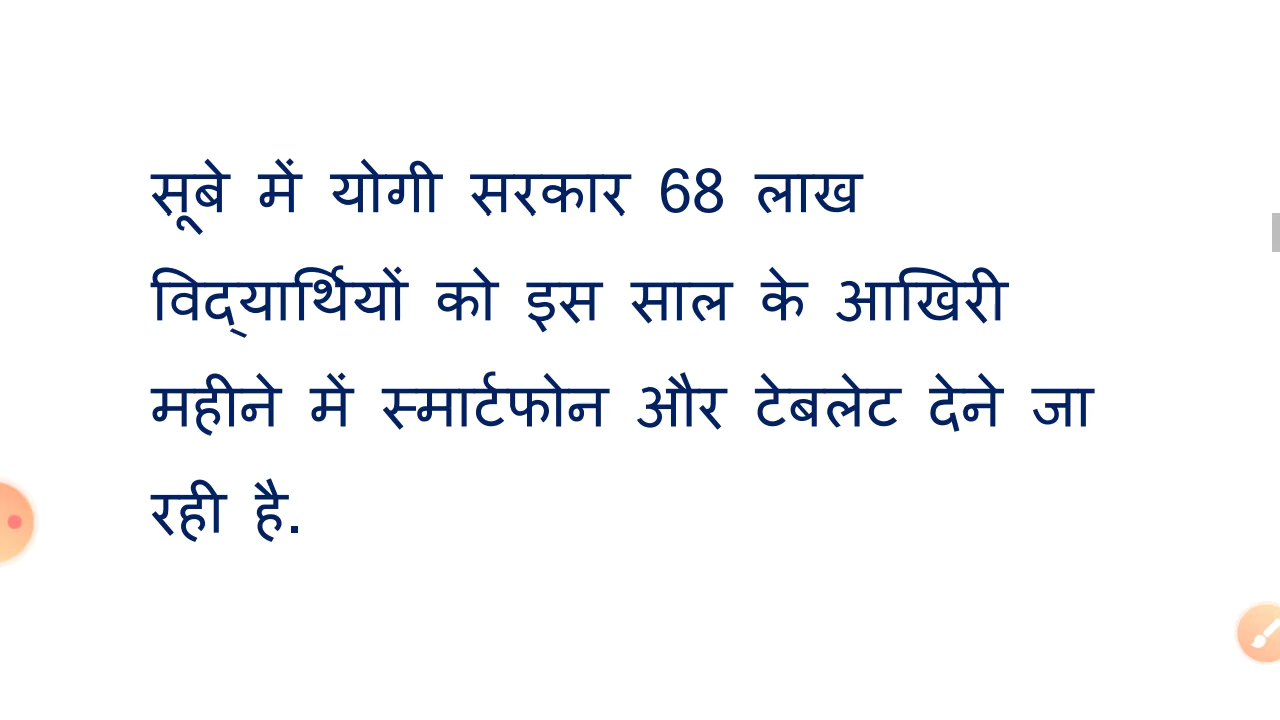 सूबे में योगी सरकार 68 लाख
विद्यार्थियों को इस साल के आखिरी
महीने में स्मार्टफोन और टेबलेट देने जा
रही है.